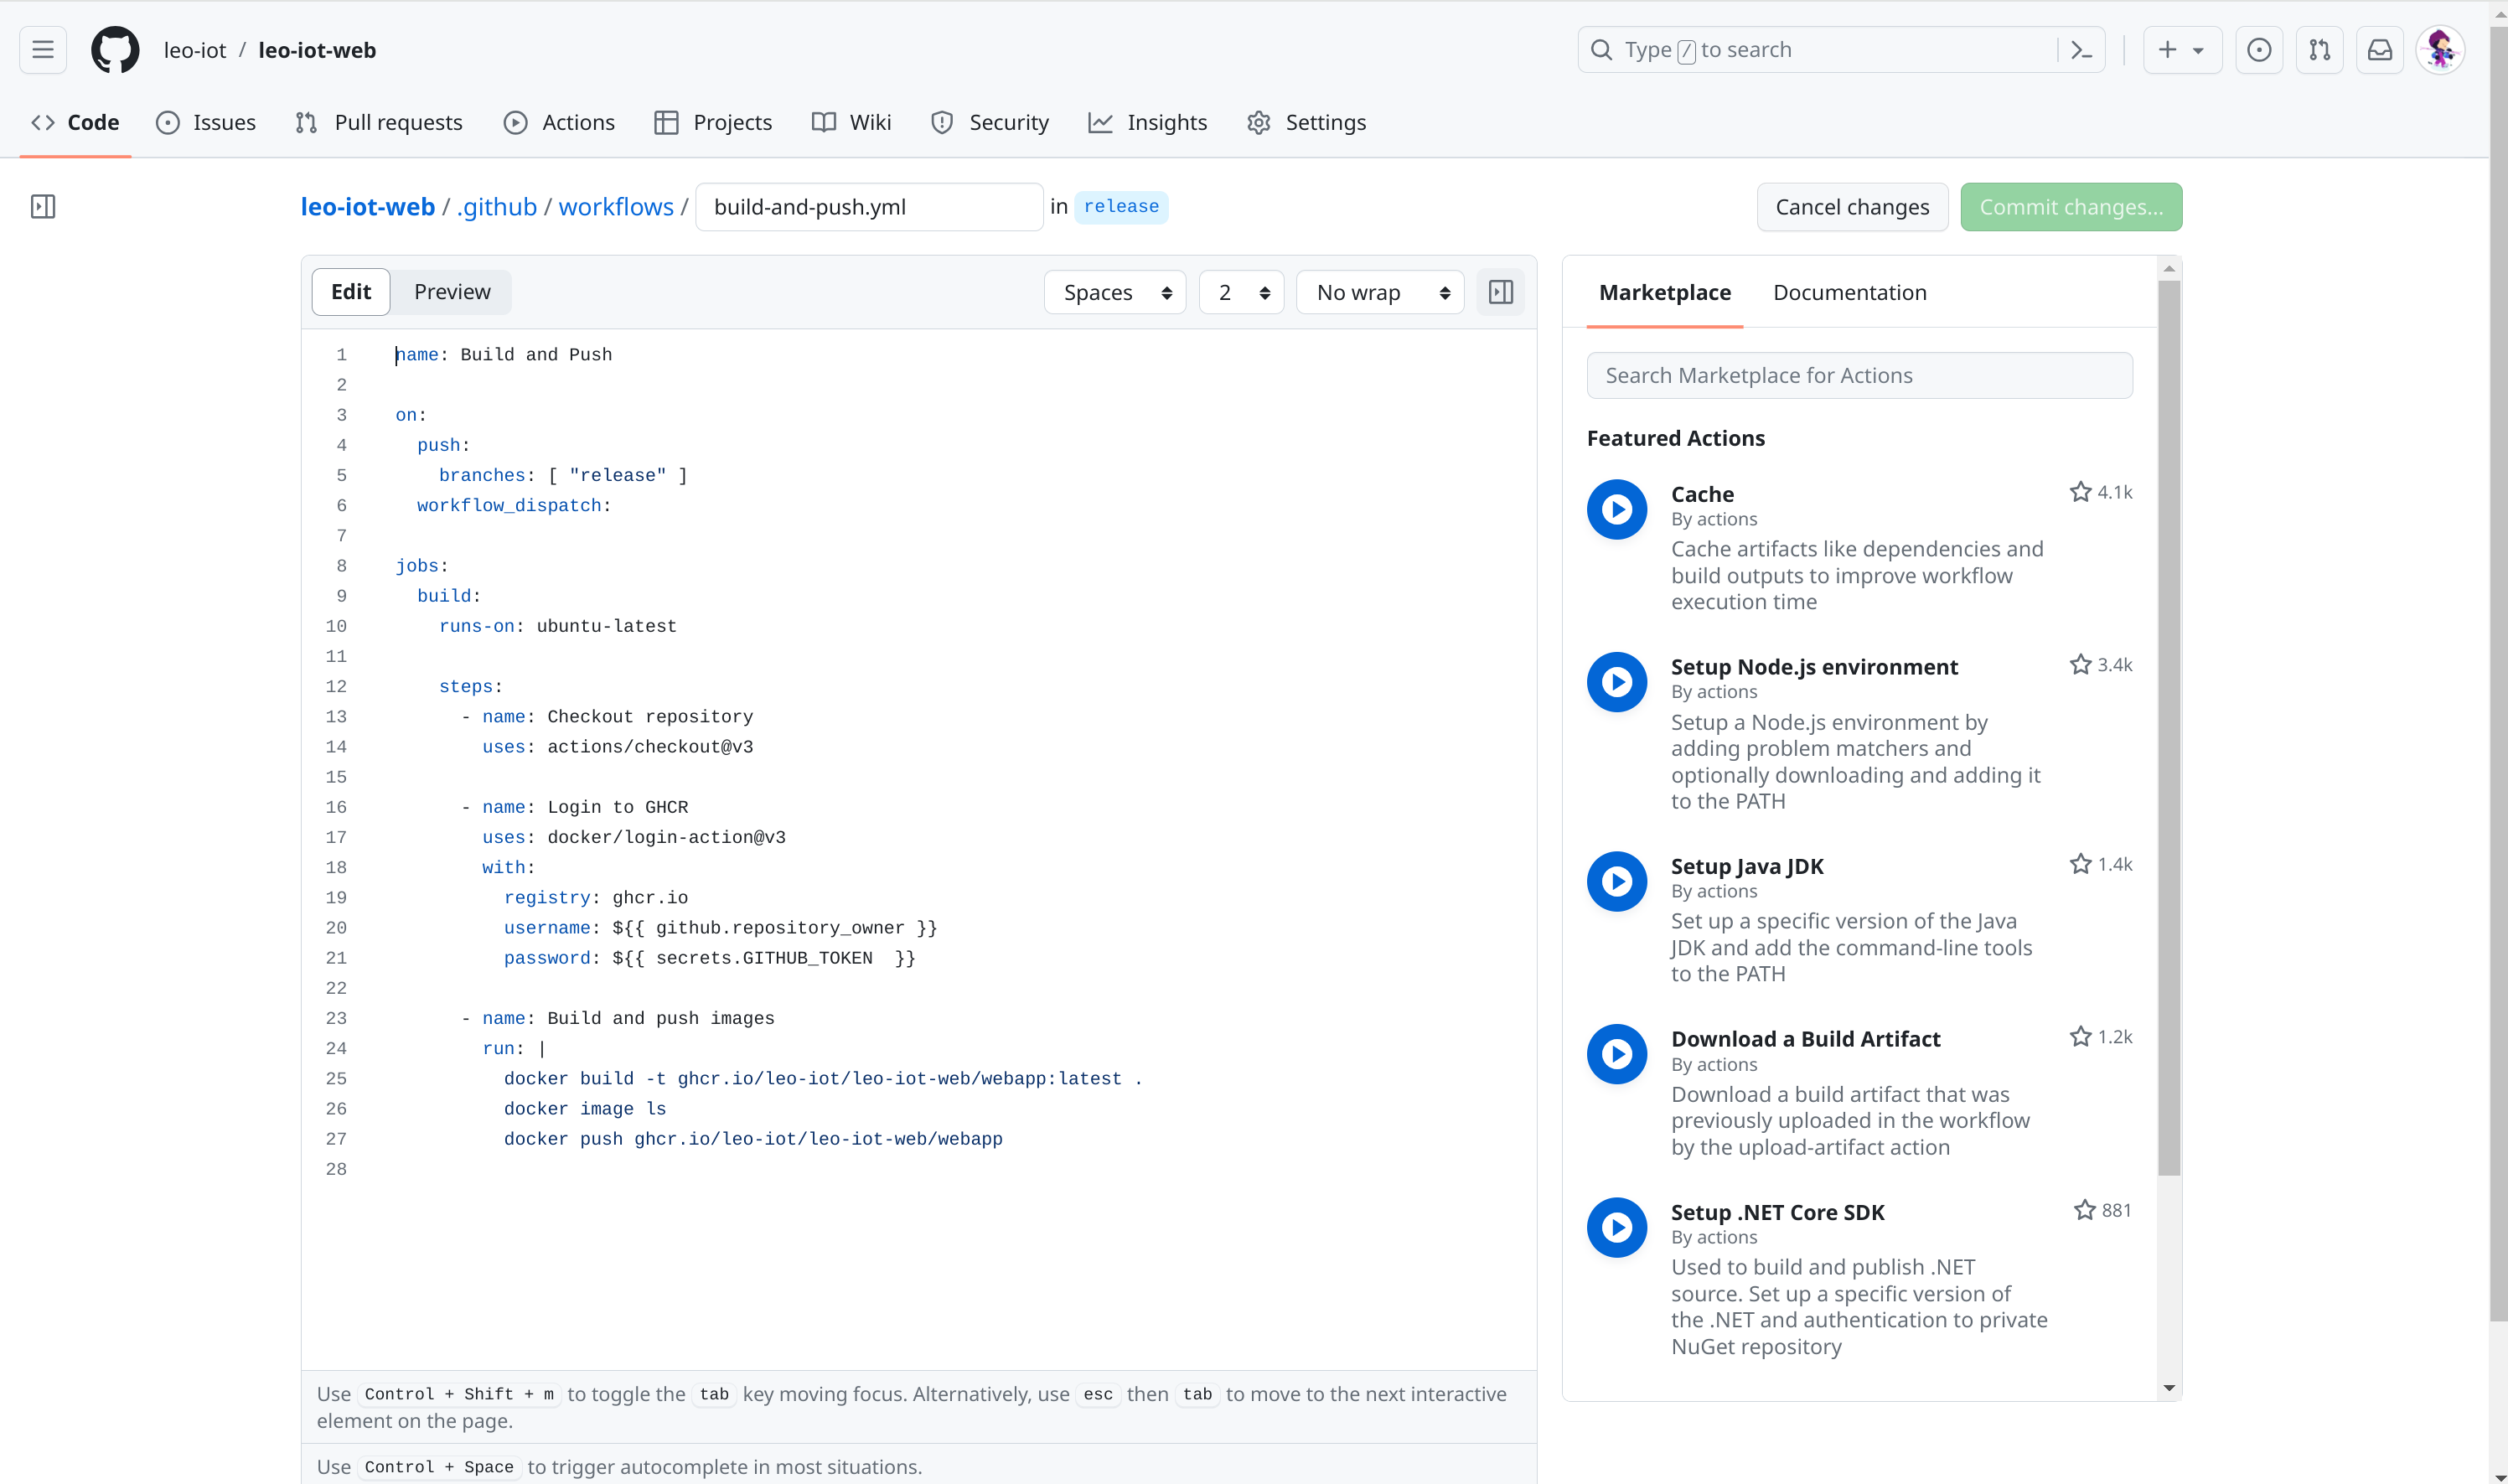 leo-iot / leo-iot-web
Type / to search
Code Issues Pull requests Actions Projects Wiki Security Insights Settings
leo-iot-web / .github / workflows / build-and-push.yml in release
Cancel changes Commit changes...
Edit Preview Spaces 2 No wrap
1 name: Build and Push
2
3 on:
4   push:
5     branches: [ "release" ]
6   workflow_dispatch:
7
8 jobs:
9   build:
10     runs-on: ubuntu-latest
11
12     steps:
13       - name: Checkout repository
14         uses: actions/checkout@v3
15
16       - name: Login to GHCR
17         uses: docker/login-action@v3
18         with:
19           registry: ghcr.io
20           username: ${{ github.repository_owner }}
21           password: ${{ secrets.GITHUB_TOKEN  }}
22
23       - name: Build and push images
24         run: |
25           docker build -t ghcr.io/leo-iot/leo-iot-web/webapp:latest .
26           docker image ls
27           docker push ghcr.io/leo-iot/leo-iot-web/webapp
28
Use Control + Shift + m to toggle the tab key moving focus. Alternatively, use esc then tab to move to the next interactive
element on the page.
Use Control + Space to trigger autocomplete in most situations.
Marketplace Documentation
Search Marketplace for Actions
Featured Actions
Cache 4.1k
By actions
Cache artifacts like dependencies and
build outputs to improve workflow
execution time
Setup Node.js environment 3.4k
By actions
Setup a Node.js environment by
adding problem matchers and
optionally downloading and adding it
to the PATH
Setup Java JDK 1.4k
By actions
Set up a specific version of the Java
JDK and add the command-line tools
to the PATH
Download a Build Artifact 1.2k
By actions
Download a build artifact that was
previously uploaded in the workflow
by the upload-artifact action
Setup .NET Core SDK 881
By actions
Used to build and publish .NET
source. Set up a specific version of
the .NET and authentication to private
NuGet repository